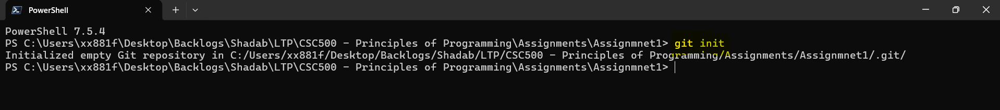 PowerShell
PowerShell 7.5.4
PS C:\Users\xx881f\Desktop\Backlogs\Shadab\LTP\CSC500 - Principles of Programming\Assignments\Assignmnet1> git init
Initialized empty Git repository in C:/Users/xx881f/Desktop/Backlogs/Shadab/LTP/CSC500 - Principles of Programming/Assignments/Assignmnet1/.git/
PS C:\Users\xx881f\Desktop\Backlogs\Shadab\LTP\CSC500 - Principles of Programming\Assignments\Assignmnet1>